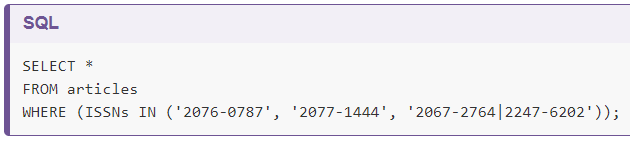 SQL
SELECT *
FROM articles
WHERE (ISSNs IN ('2076-0787', '2077-1444', '2067-2764|2247-6202'));